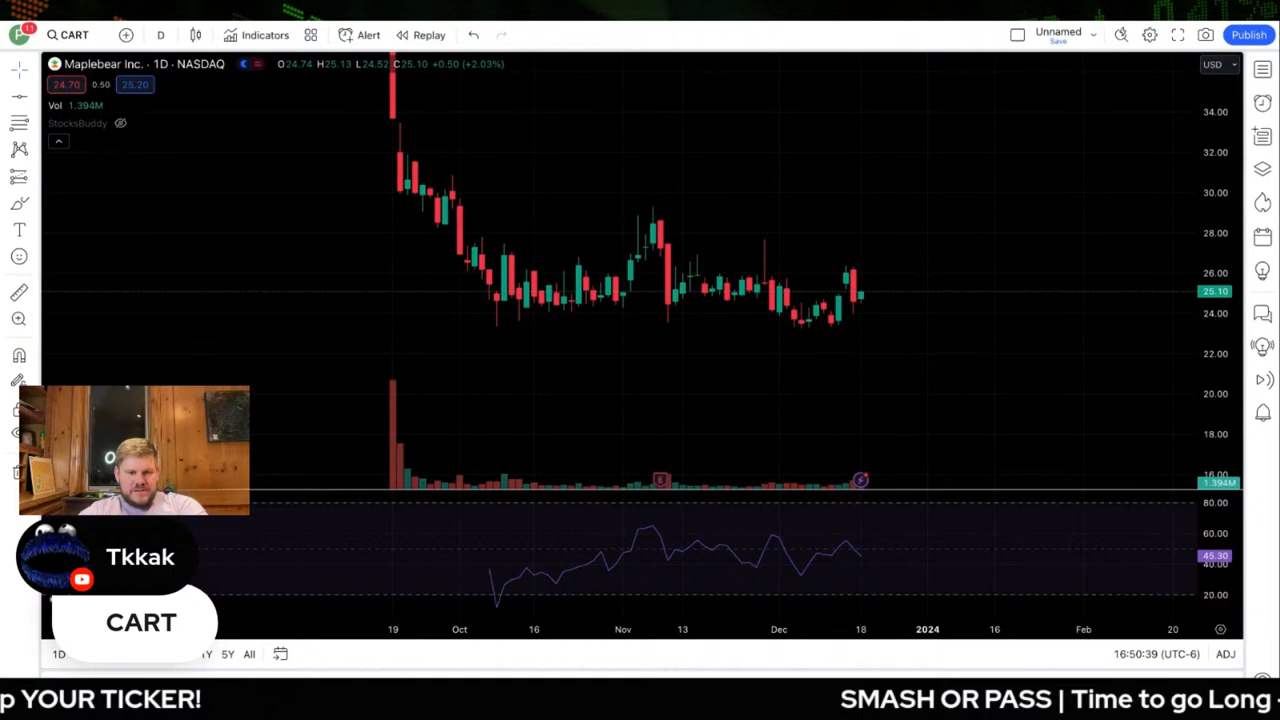 11
CART
D
Indicators
Alert
Replay
Unnamed
Save
Publish
Maplebear Inc. · 1D · NASDAQ
O24.74 H25.13 L24.52 C25.10 +0.50 (+2.03%)
USD
24.70
0.50
25.20
Vol 1.394M
StocksBuddy
34.00
32.00
30.00
28.00
26.00
25.10
24.00
22.00
20.00
18.00
16.00
1.394M
E
80.00
60.00
45.30
40.00
20.00
Tkkak
CART
19
Oct
16
Nov
13
Dec
18
2024
16
Feb
20
1D
1Y
5Y
All
16:50:39 (UTC-6)
ADJ
p YOUR TICKER!
SMASH OR PASS | Time to go Long